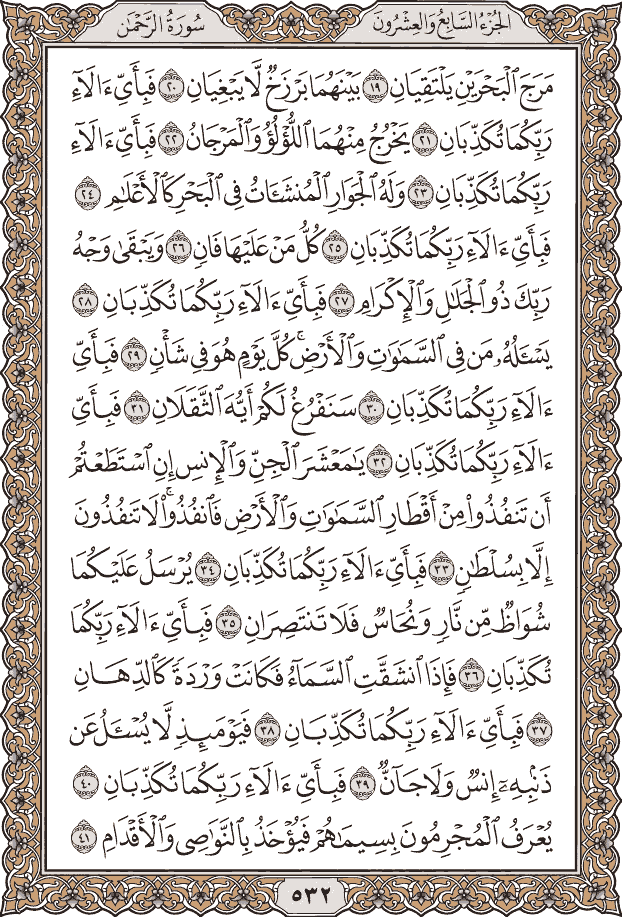 الجزء السابع والعشرون
سورة الرحمن
مَرَجَ ٱلْبَحْرَيْنِ يَلْتَقِيَانِ ١٩ بَيْنَهُمَا بَرْزَخٌ لَّا يَبْغِيَانِ ٢٠ فَبِأَىِّ ءَالَآءِ
رَبِّكُمَا تُكَذِّبَانِ ٢١ يَخْرُجُ مِنْهُمَا ٱللُّؤْلُؤُ وَٱلْمَرْجَانُ ٢٢ فَبِأَىِّ ءَالَآءِ
رَبِّكُمَا تُكَذِّبَانِ ٢٣ وَلَهُ ٱلْجَوَارِ ٱلْمُنشَـَٔاتُ فِى ٱلْبَحْرِ كَٱلْأَعْلَٰمِ ٢٤
فَبِأَىِّ ءَالَآءِ رَبِّكُمَا تُكَذِّبَانِ ٢٥ كُلُّ مَنْ عَلَيْهَا فَانٍ ٢٦ وَيَبْقَىٰ وَجْهُ
رَبِّكَ ذُو ٱلْجَلَٰلِ وَٱلْإِكْرَامِ ٢٧ فَبِأَىِّ ءَالَآءِ رَبِّكُمَا تُكَذِّبَانِ ٢٨
يَسْـَٔلُهُۥ مَن فِى ٱلسَّمَٰوَٰتِ وَٱلْأَرْضِ ۚ كُلَّ يَوْمٍ هُوَ فِى شَأْنٍ ٢٩ فَبِأَىِّ
ءَالَآءِ رَبِّكُمَا تُكَذِّبَانِ ٣٠ سَنَفْرُغُ لَكُمْ أَيُّهَ ٱلثَّقَلَانِ ٣١ فَبِأَىِّ
ءَالَآءِ رَبِّكُمَا تُكَذِّبَانِ ٣٢ يَٰمَعْشَرَ ٱلْجِنِّ وَٱلْإِنسِ إِنِ ٱسْتَطَعْتُمْ
أَن تَنفُذُوا۟ مِنْ أَقْطَارِ ٱلسَّمَٰوَٰتِ وَٱلْأَرْضِ فَٱنفُذُوا۟ ۚ لَا تَنفُذُونَ
إِلَّا بِسُلْطَٰنٍ ٣٣ فَبِأَىِّ ءَالَآءِ رَبِّكُمَا تُكَذِّبَانِ ٣٤ يُرْسَلُ عَلَيْكُمَا
شُوَاظٌ مِّن نَّارٍ وَنُحَاسٌ فَلَا تَنتَصِرَانِ ٣٥ فَبِأَىِّ ءَالَآءِ رَبِّكُمَا
تُكَذِّبَانِ ٣٦ فَإِذَا ٱنشَقَّتِ ٱلسَّمَآءُ فَكَانَتْ وَرْدَةً كَٱلدِّهَانِ
٣٧ فَبِأَىِّ ءَالَآءِ رَبِّكُمَا تُكَذِّبَانِ ٣٨ فَيَوْمَئِذٍ لَّا يُسْـَٔلُ عَن
ذَنۢبِهِۦٓ إِنسٌ وَلَا جَآنٌّ ٣٩ فَبِأَىِّ ءَالَآءِ رَبِّكُمَا تُكَذِّبَانِ ٤٠
يُعْرَفُ ٱلْمُجْرِمُونَ بِسِيمَٰهُمْ فَيُؤْخَذُ بِٱلنَّوَٰصِى وَٱلْأَقْدَامِ ٤١
٥٣٢